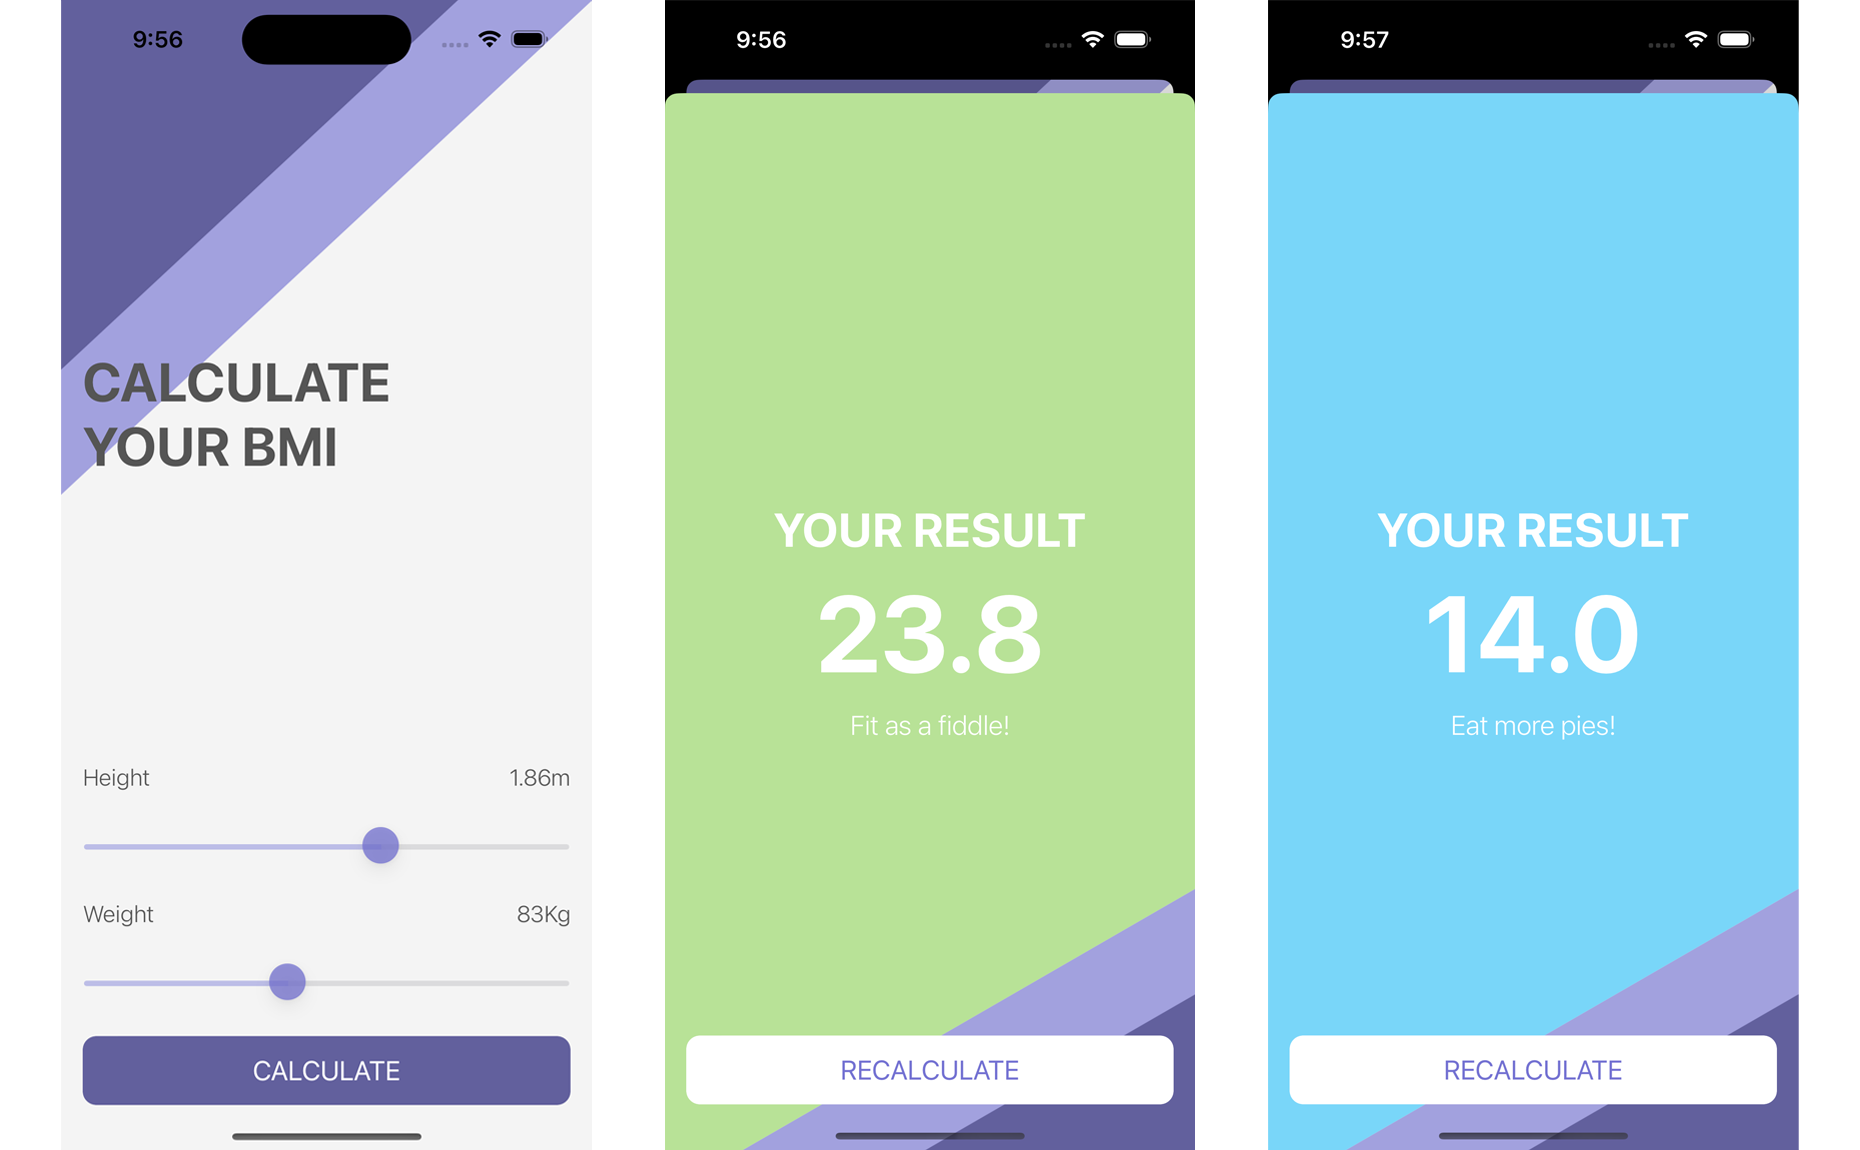 9:56
CALCULATE
YOUR BMI
Height 1.86m
Weight 83Kg
CALCULATE
9:56
YOUR RESULT
23.8
Fit as a fiddle!
RECALCULATE
9:57
YOUR RESULT
14.0
Eat more pies!
RECALCULATE